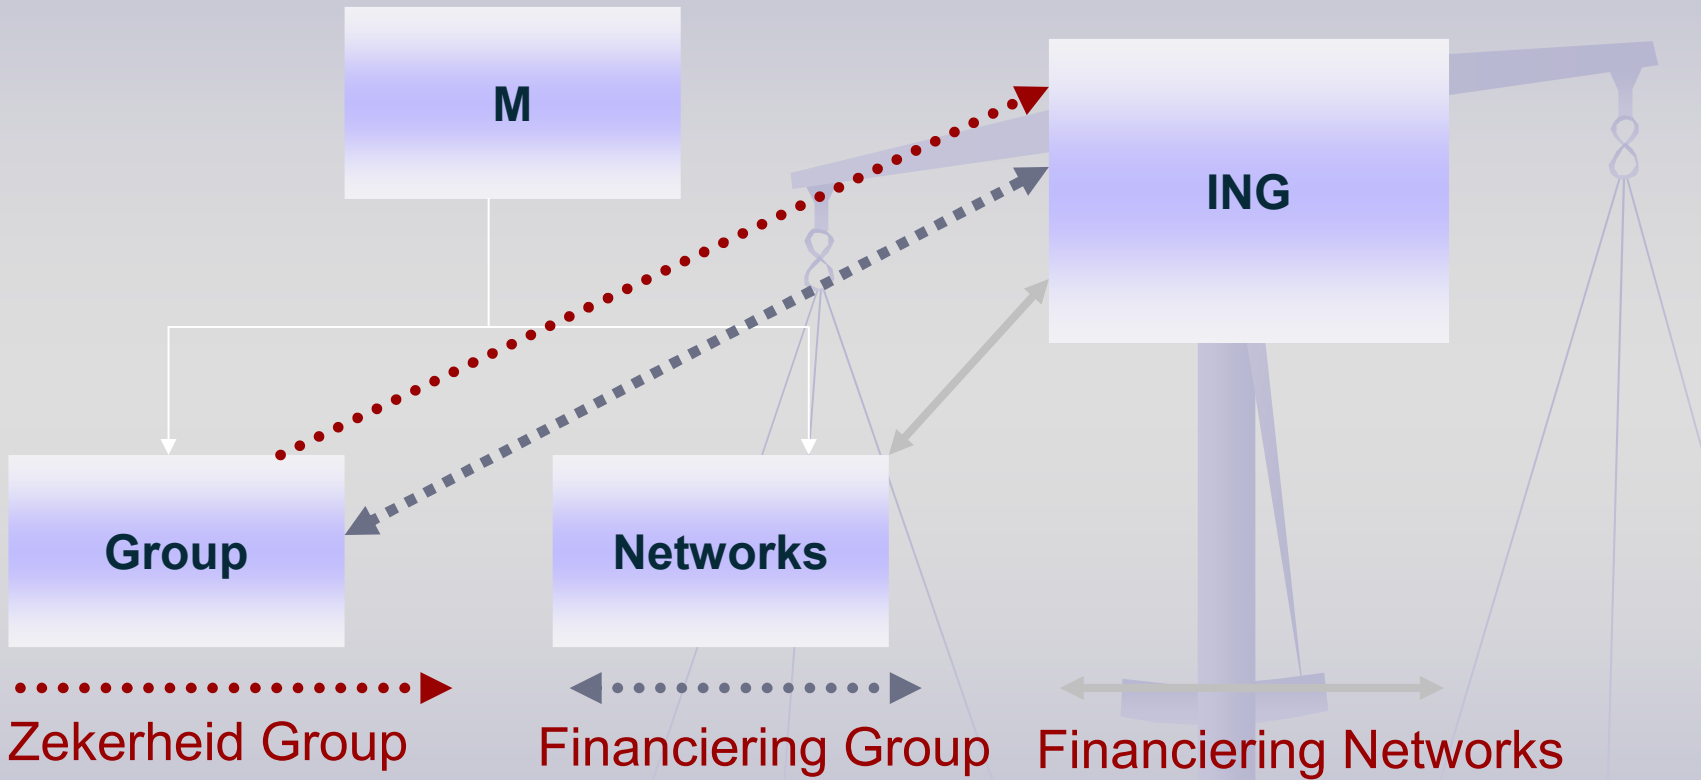 M
ING
Group
Networks
Zekerheid Group
Financiering Group
Financiering Networks